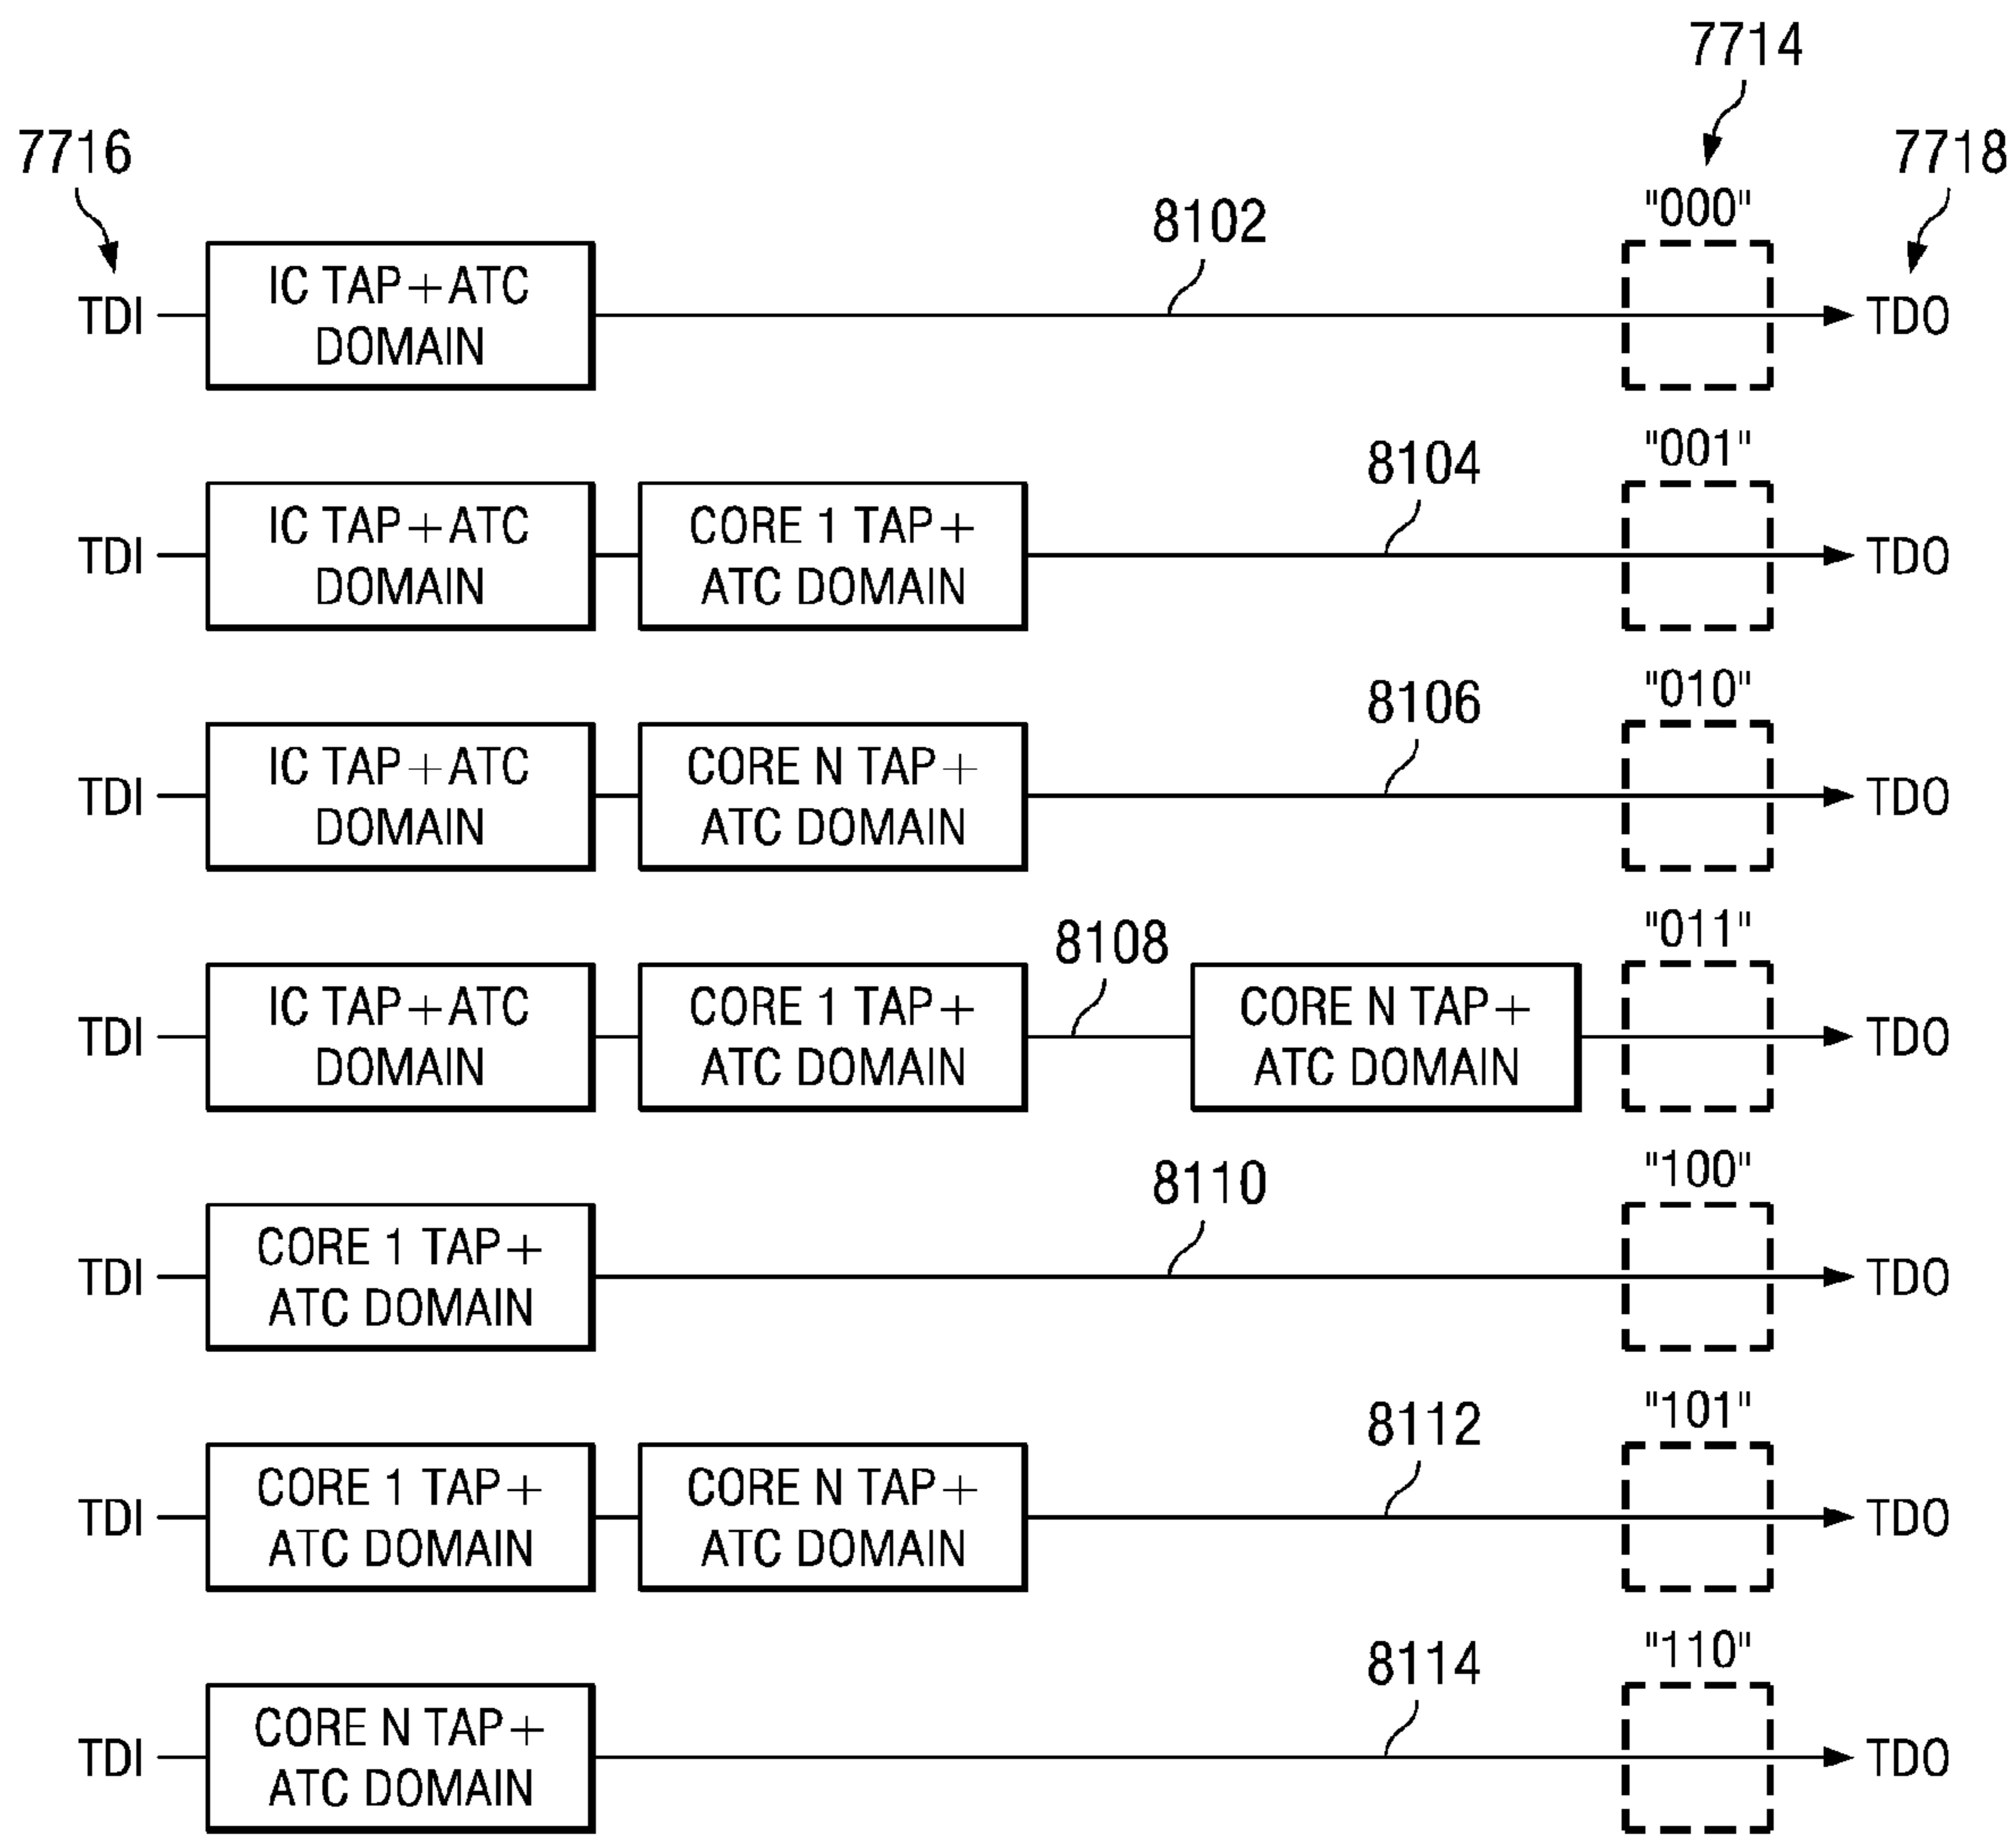 7714
7716
7718
"000"
8102
TDI
IC TAP+ATC
DOMAIN
TDO
"001"
8104
TDI
IC TAP+ATC
DOMAIN
CORE 1 TAP+
ATC DOMAIN
TDO
"010"
8106
TDI
IC TAP+ATC
DOMAIN
CORE N TAP+
ATC DOMAIN
TDO
"011"
8108
TDI
IC TAP+ATC
DOMAIN
CORE 1 TAP+
ATC DOMAIN
CORE N TAP+
ATC DOMAIN
TDO
"100"
8110
TDI
CORE 1 TAP+
ATC DOMAIN
TDO
"101"
8112
TDI
CORE 1 TAP+
ATC DOMAIN
CORE N TAP+
ATC DOMAIN
TDO
"110"
8114
TDI
CORE N TAP+
ATC DOMAIN
TDO